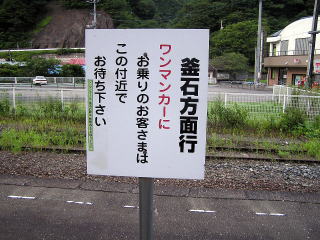 釜石方面行
ワンマンカーに
お乗りのお客さまは
この付近で
お待ち下さい